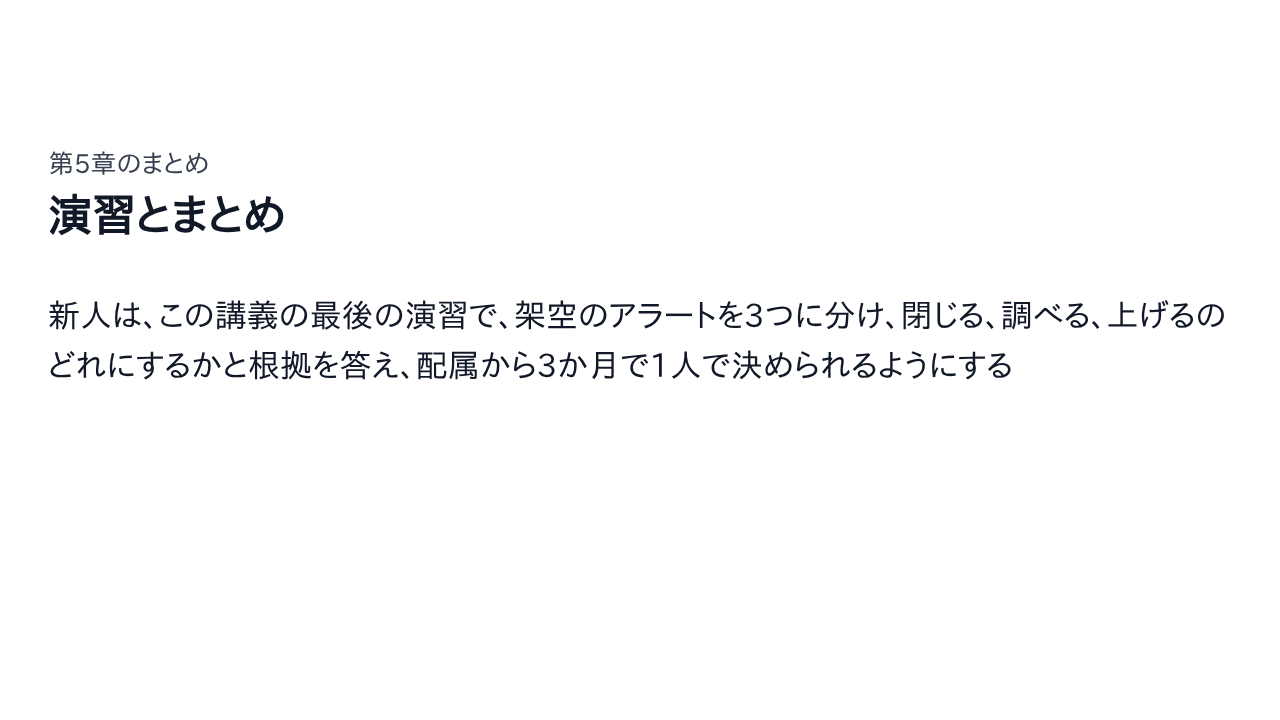 第5章のまとめ
演習とまとめ
新人は、この講義の最後の演習で、架空のアラートを3つに分け、閉じる、調べる、上げるの
どれにするかと根拠を答え、配属から3か月で1人で決められるようにする